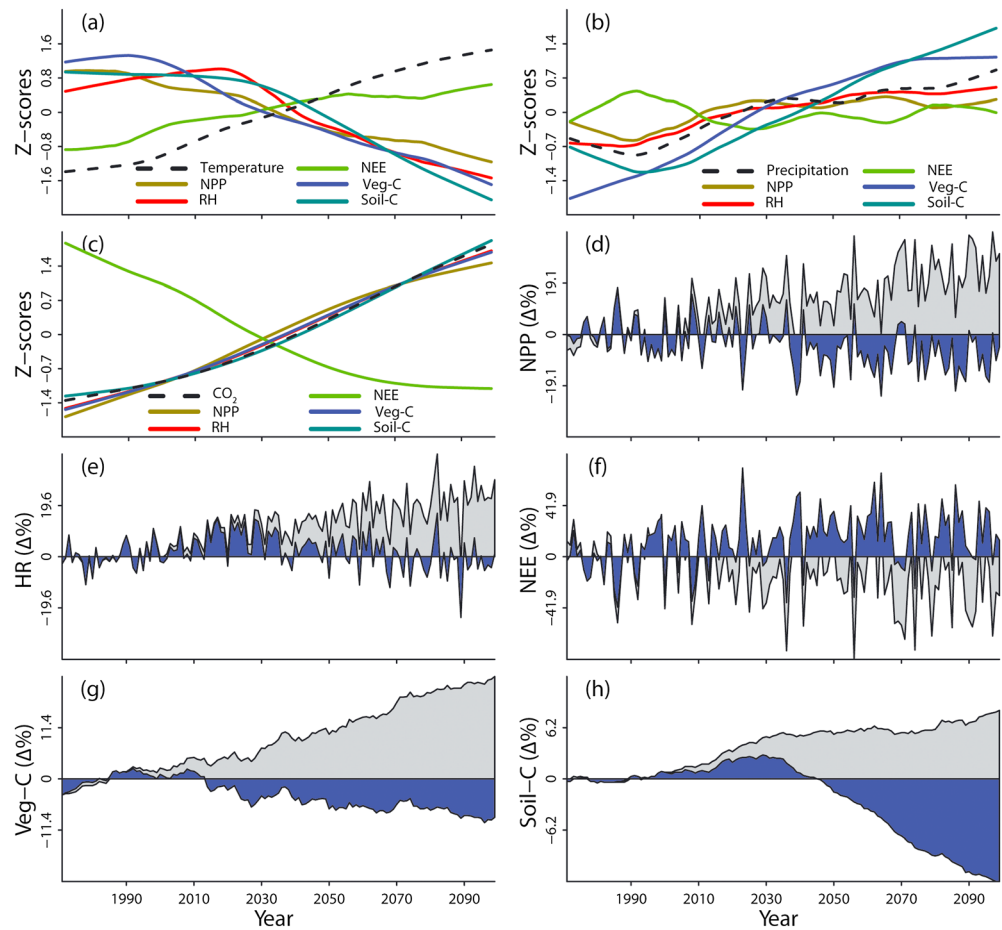 (a)
Z−scores
1.6
0.8
0
−0.8
−1.6
Temperature
NPP
RH
NEE
Veg-C
Soil-C
(b)
Z−scores
1.4
0.7
0
−0.7
−1.4
Precipitation
NPP
RH
NEE
Veg-C
Soil-C
(c)
Z−scores
1.4
0.7
0
−0.7
−1.4
CO2
NPP
RH
NEE
Veg-C
Soil-C
(d)
NPP (Δ%)
19.1
0
−19.1
(e)
HR (Δ%)
19.6
0
−19.6
(f)
NEE (Δ%)
41.9
0
−41.9
(g)
Veg−C (Δ%)
11.4
0
−11.4
1990 2010 2030 2050 2070 2090
Year
(h)
Soil−C (Δ%)
6.2
0
−6.2
1990 2010 2030 2050 2070 2090
Year